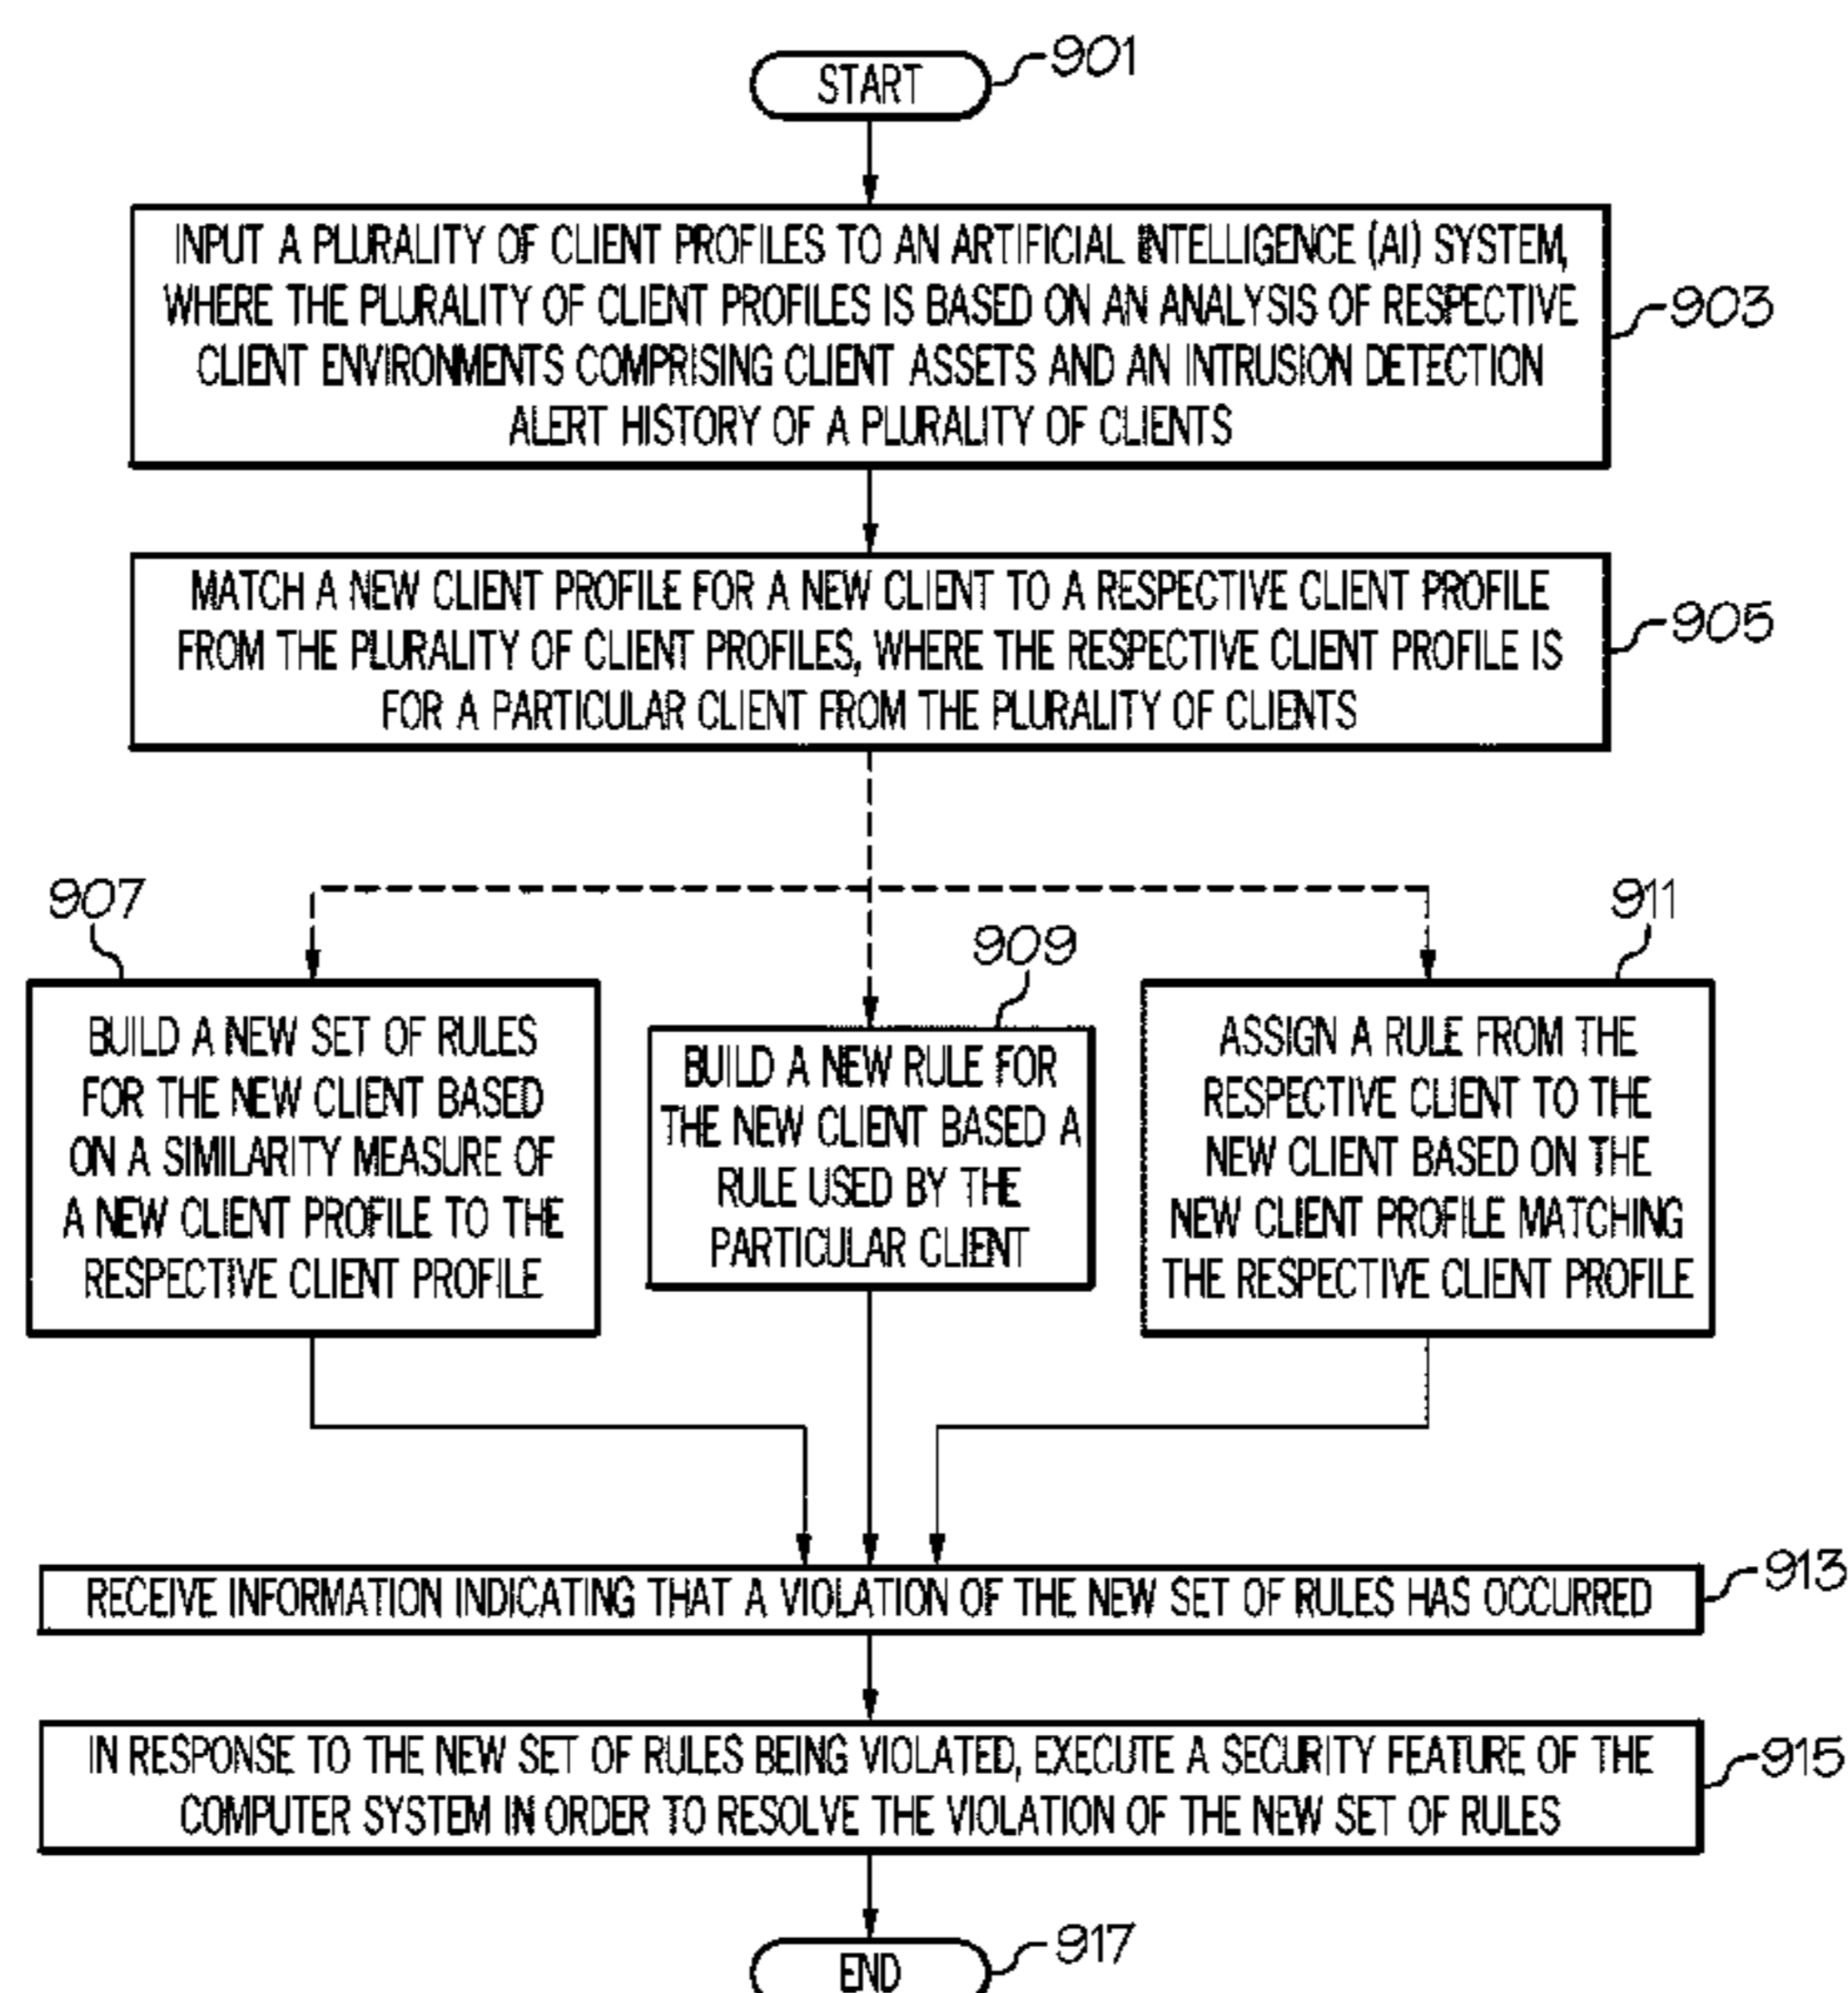 START
901
INPUT A PLURALITY OF CLIENT PROFILES TO AN ARTIFICIAL INTELLIGENCE (AI) SYSTEM,
WHERE THE PLURALITY OF CLIENT PROFILES IS BASED ON AN ANALYSIS OF RESPECTIVE
CLIENT ENVIRONMENTS COMPRISING CLIENT ASSETS AND AN INTRUSION DETECTION
ALERT HISTORY OF A PLURALITY OF CLIENTS
903
MATCH A NEW CLIENT PROFILE FOR A NEW CLIENT TO A RESPECTIVE CLIENT PROFILE
FROM THE PLURALITY OF CLIENT PROFILES, WHERE THE RESPECTIVE CLIENT PROFILE IS
FOR A PARTICULAR CLIENT FROM THE PLURALITY OF CLIENTS
905
907
BUILD A NEW SET OF RULES
FOR THE NEW CLIENT BASED
ON A SIMILARITY MEASURE OF
A NEW CLIENT PROFILE TO THE
RESPECTIVE CLIENT PROFILE
909
BUILD A NEW RULE FOR
THE NEW CLIENT BASED A
RULE USED BY THE
PARTICULAR CLIENT
911
ASSIGN A RULE FROM THE
RESPECTIVE CLIENT TO THE
NEW CLIENT BASED ON THE
NEW CLIENT PROFILE MATCHING
THE RESPECTIVE CLIENT PROFILE
RECEIVE INFORMATION INDICATING THAT A VIOLATION OF THE NEW SET OF RULES HAS OCCURRED
913
IN RESPONSE TO THE NEW SET OF RULES BEING VIOLATED, EXECUTE A SECURITY FEATURE OF THE
COMPUTER SYSTEM IN ORDER TO RESOLVE THE VIOLATION OF THE NEW SET OF RULES
915
END
917